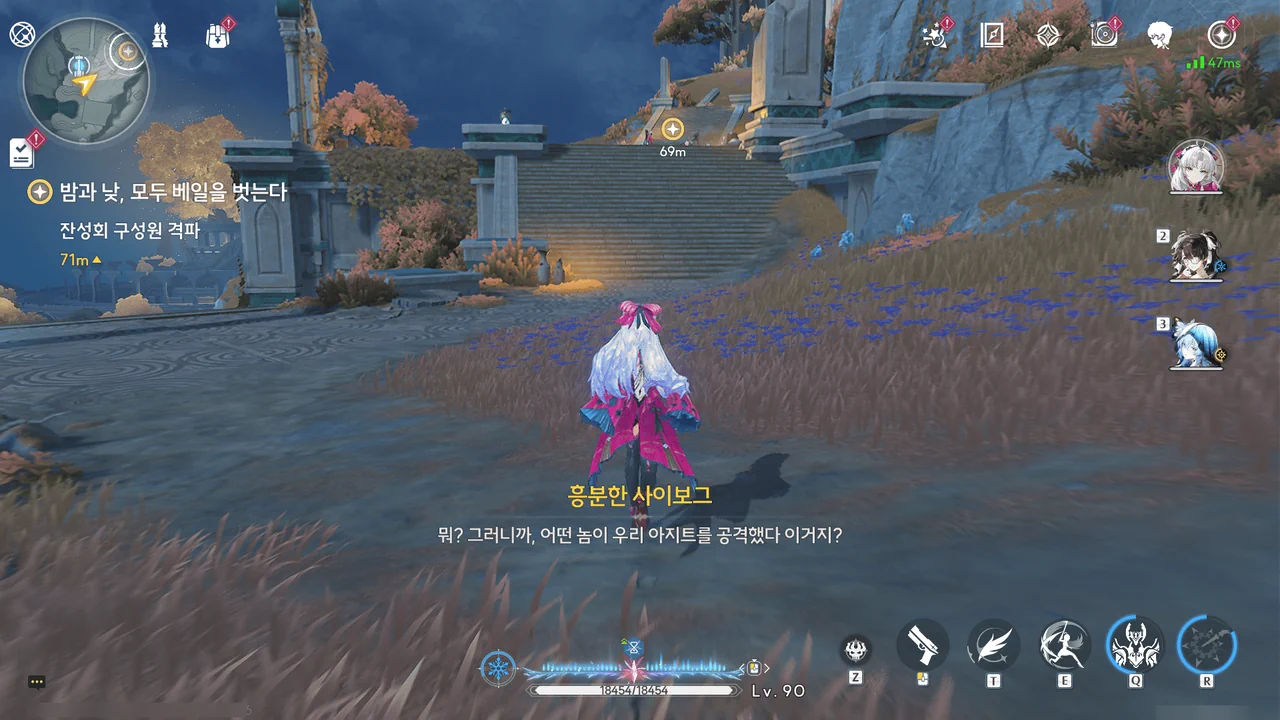 47ms
밤과 낮, 모두 베일을 벗는다
잔성회 구성원 격파
71m
69m
2
3
흥분한 사이보그
뭐? 그러니까, 어떤 놈이 우리 아지트를 공격했다 이거지?
18454/18454
Lv. 90
Z
T
E
Q
R